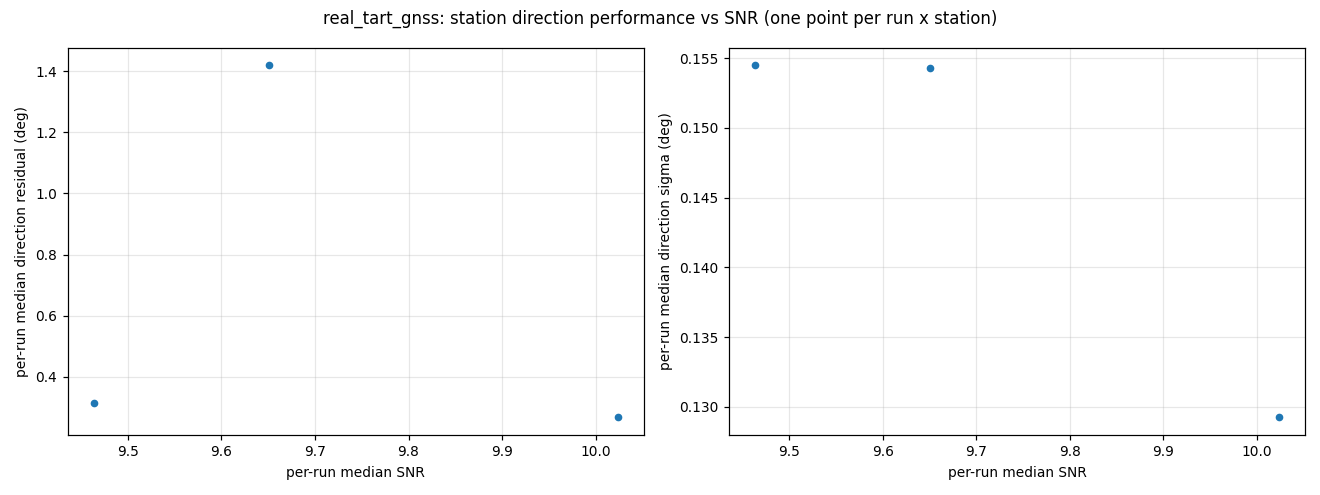 real_tart_gnss: station direction performance vs SNR (one point per run x station)
per-run median direction residual (deg)
1.4
1.2
1.0
0.8
0.6
0.4
9.5 9.6 9.7 9.8 9.9 10.0
per-run median SNR
per-run median direction sigma (deg)
0.155
0.150
0.145
0.140
0.135
0.130
9.5 9.6 9.7 9.8 9.9 10.0
per-run median SNR